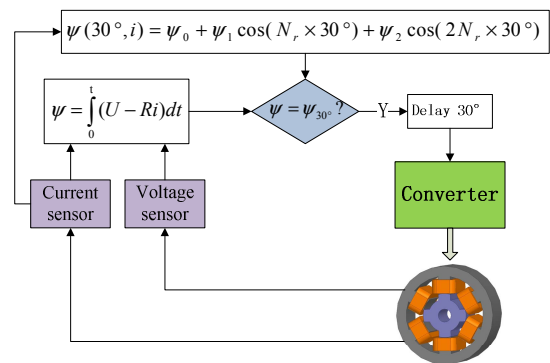 ψ(30°,i) = ψ₀ + ψ₁ cos( Nᵣ × 30°) + ψ₂ cos( 2Nᵣ × 30°)
ψ = ∫₀ᵗ (U − Ri)dt
ψ = ψ₃₀° ?
Y
Delay 30°
Current
sensor
Voltage
sensor
Converter